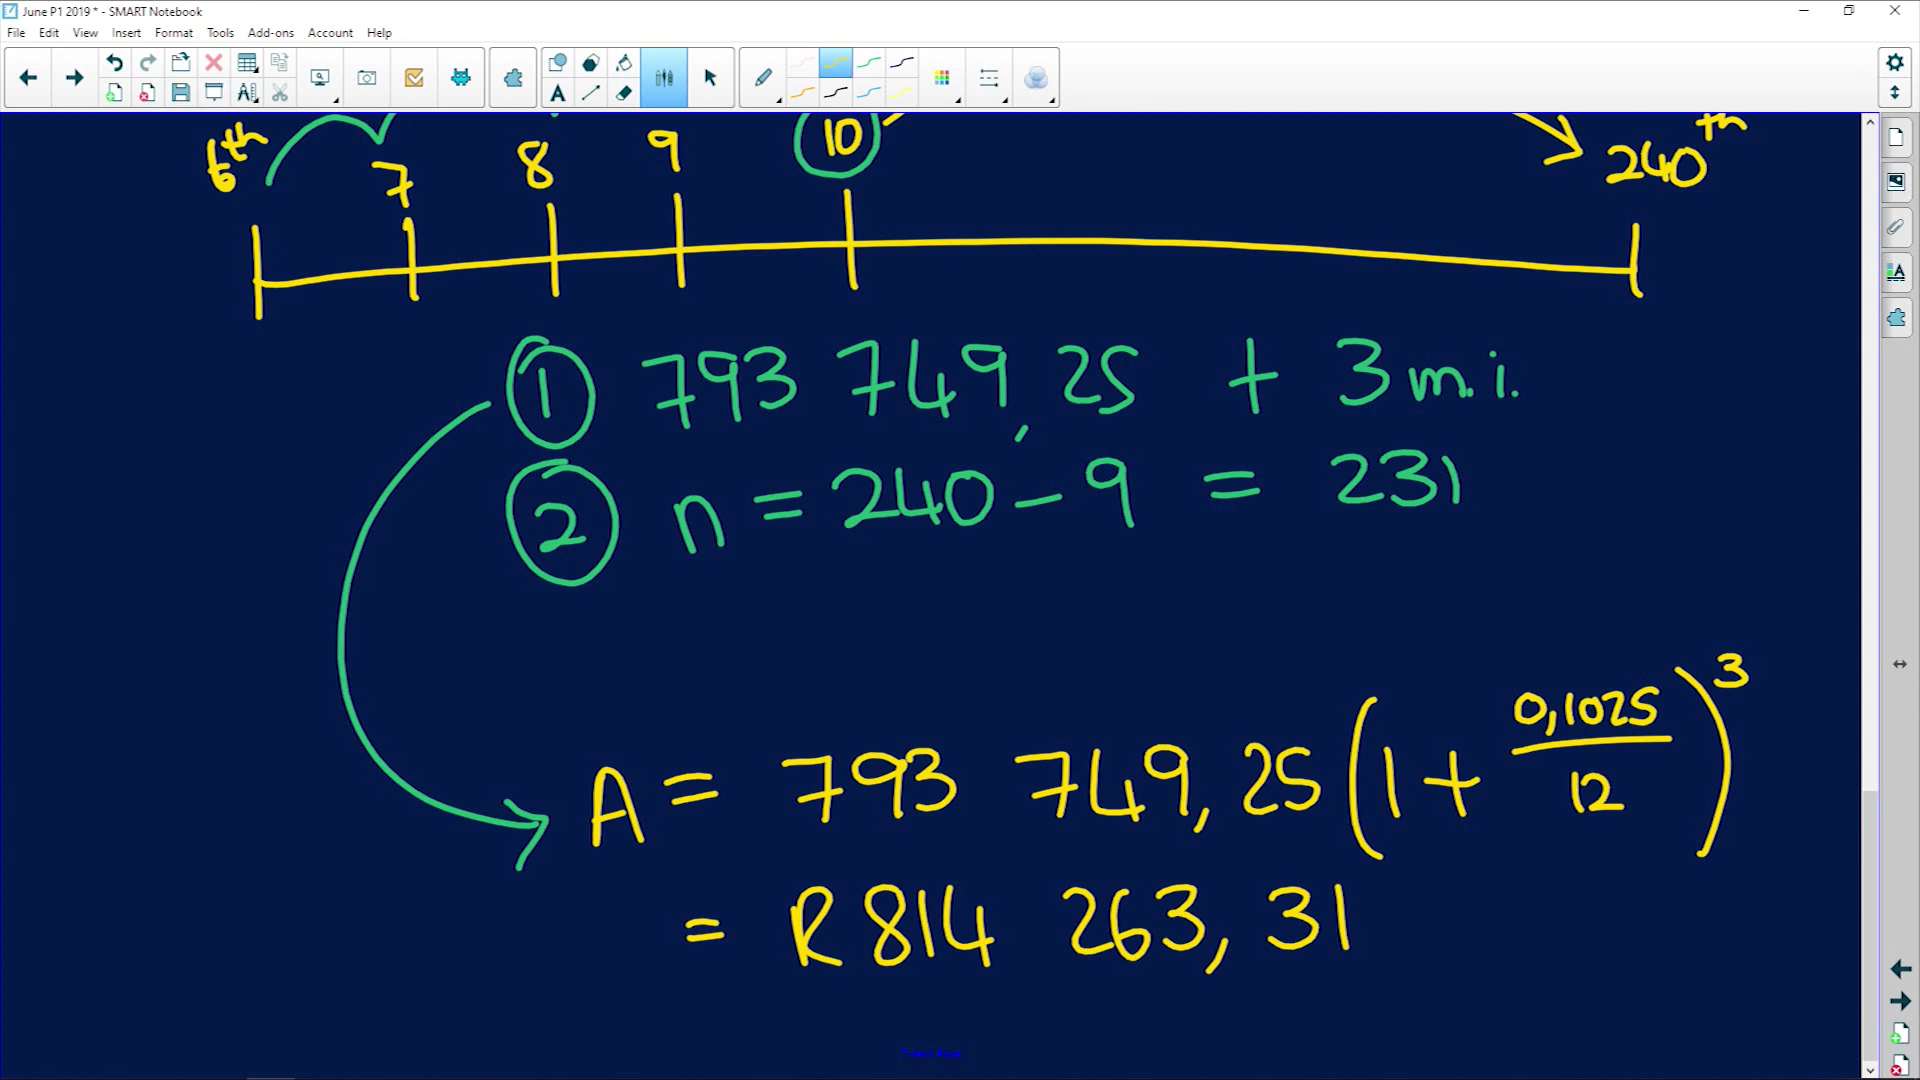 June P1 2019 * - SMART Notebook
File Edit View Insert Format Tools Add-ons Account Help
6th 7 8 9 10 240th
① 793 749,25 + 3 m.i.
② n = 240 - 9 = 231
A = 793 749,25 (1 + 0,1025/12)^3
= R 814 263, 31